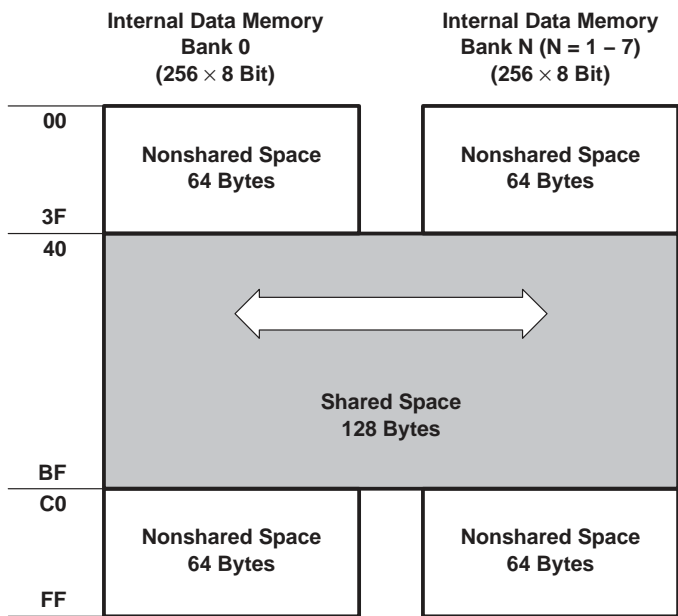 Internal Data Memory
Bank 0
(256 × 8 Bit)
Internal Data Memory
Bank N (N = 1 – 7)
(256 × 8 Bit)
00
Nonshared Space
64 Bytes
Nonshared Space
64 Bytes
3F
40
Shared Space
128 Bytes
BF
C0
Nonshared Space
64 Bytes
Nonshared Space
64 Bytes
FF